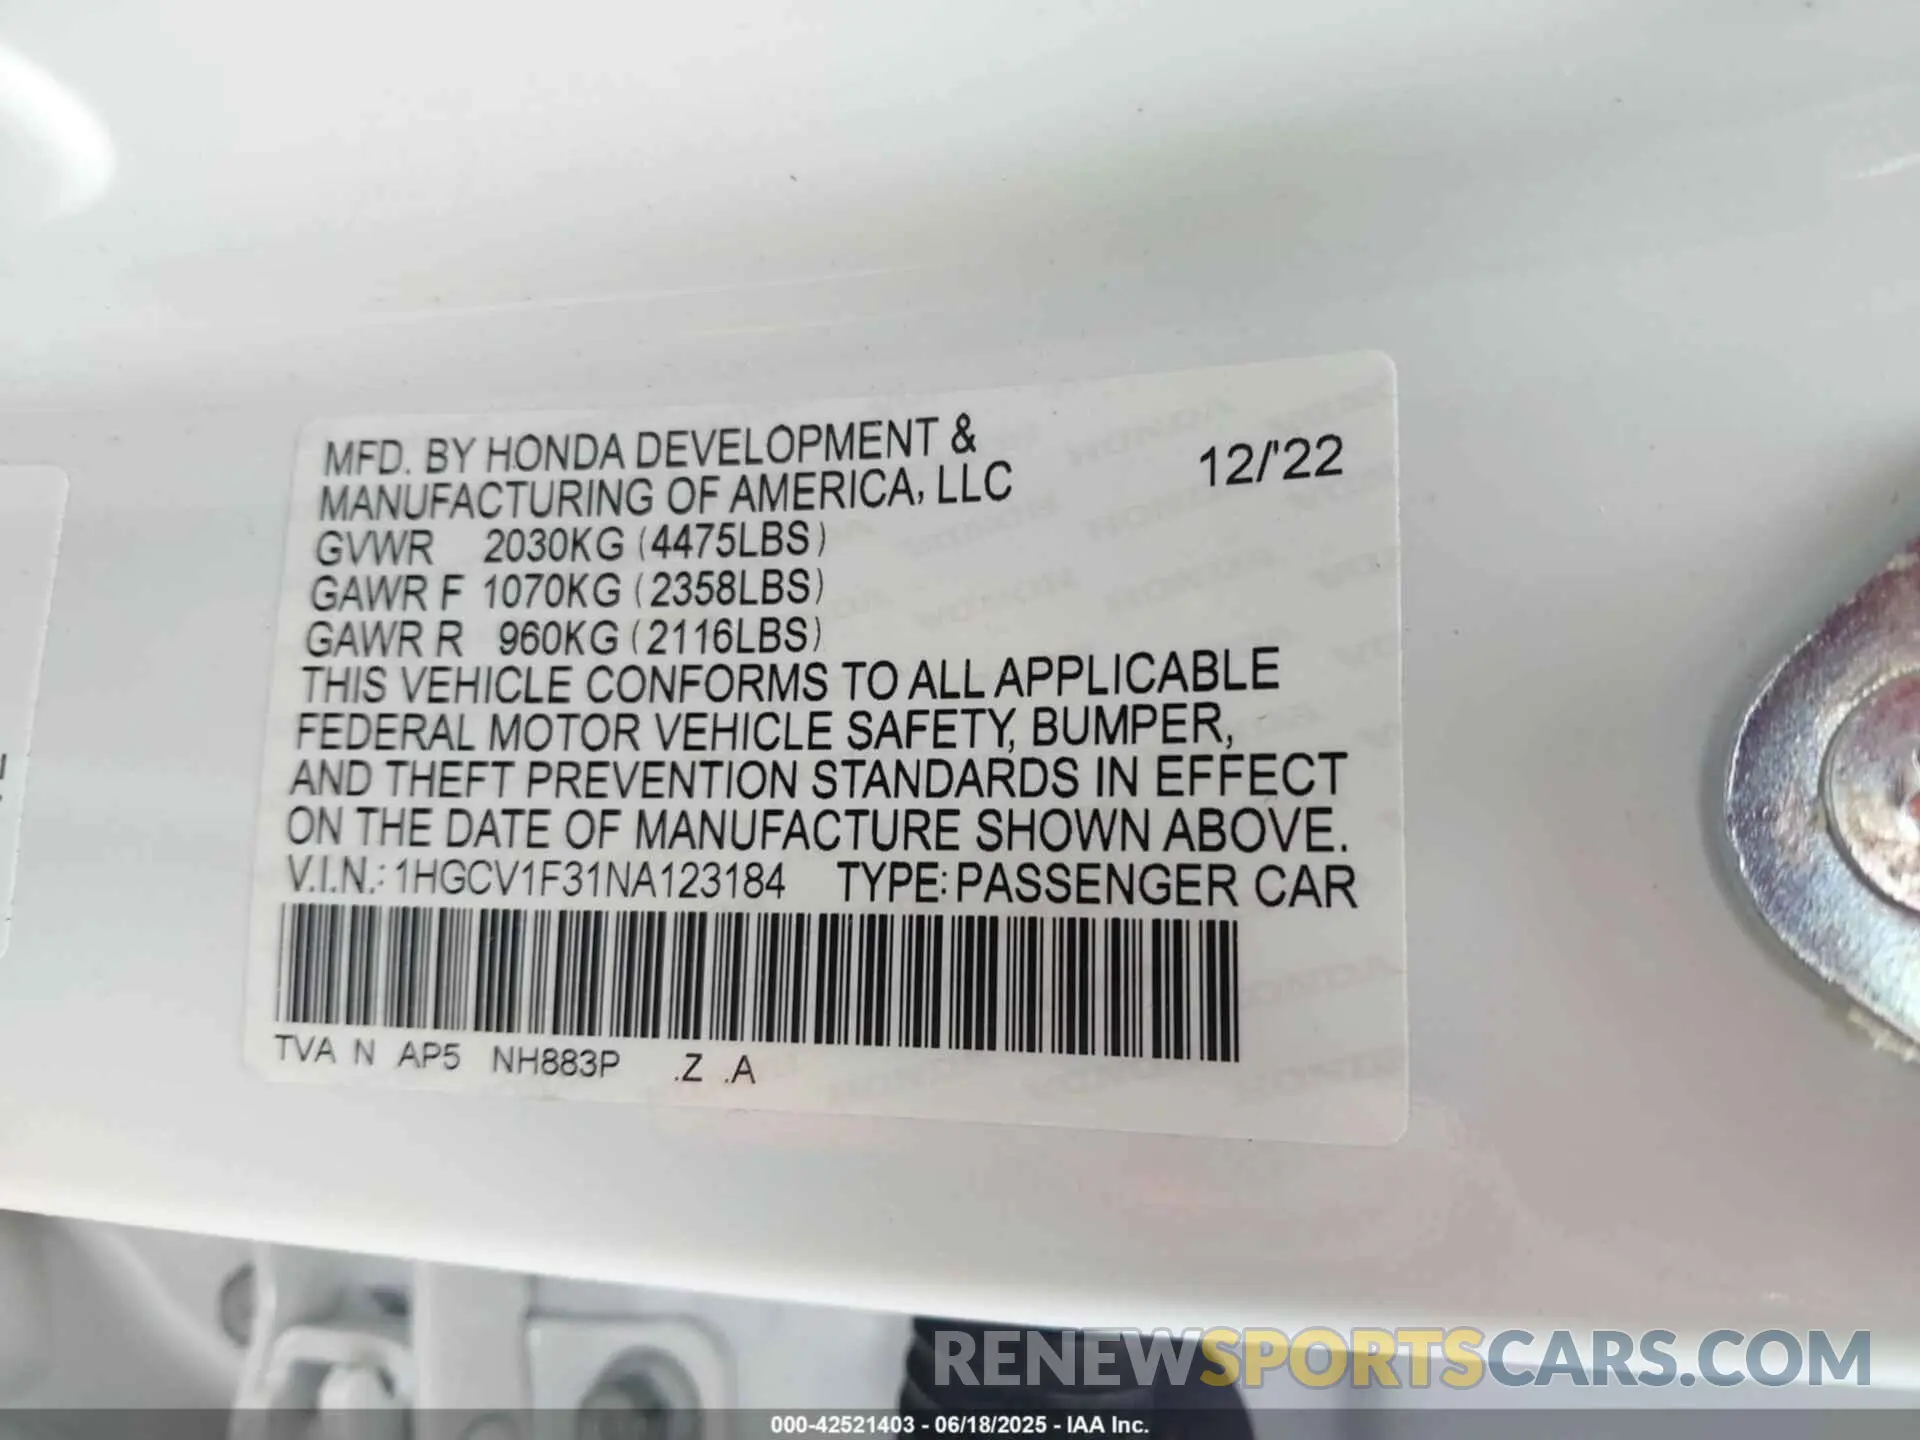 MFD. BY HONDA DEVELOPMENT &
MANUFACTURING OF AMERICA, LLC
12/'22
GVWR 2030KG (4475LBS)
GAWR F 1070KG (2358LBS)
GAWR R 960KG (2116LBS)
THIS VEHICLE CONFORMS TO ALL APPLICABLE
FEDERAL MOTOR VEHICLE SAFETY, BUMPER,
AND THEFT PREVENTION STANDARDS IN EFFECT
ON THE DATE OF MANUFACTURE SHOWN ABOVE.
V.I.N.: 1HGCV1F31NA123184 TYPE: PASSENGER CAR
TVA N AP5 NH883P .Z .A
RENEWSPORTSCARS.COM
000-42521403 - 06/18/2025 - IAA Inc.